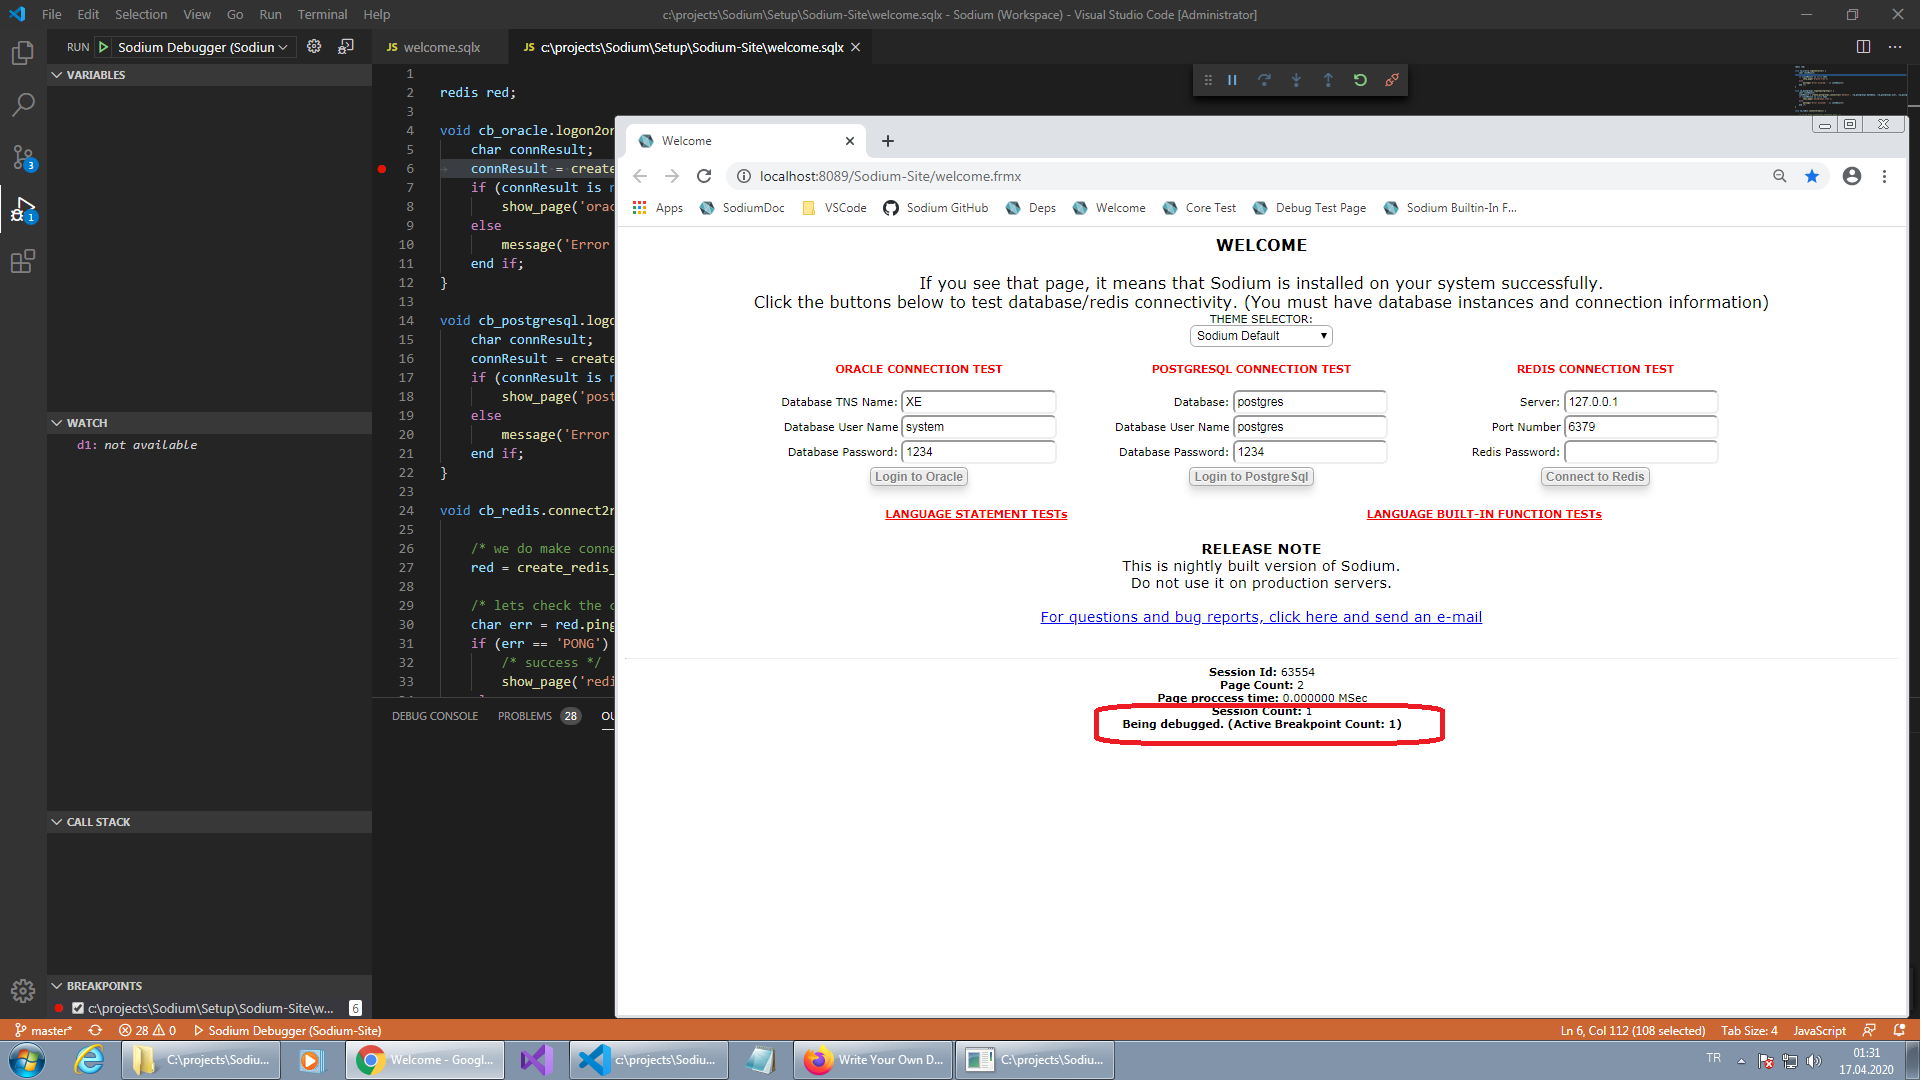 File Edit Selection View Go Run Terminal Help
c:\projects\Sodium\Setup\Sodium-Site\welcome.sqlx - Sodium (Workspace) - Visual Studio Code [Administrator]
RUN Sodium Debugger (Sodiun
JS welcome.sqlx
JS c:\projects\Sodium\Setup\Sodium-Site\welcome.sqlx
VARIABLES
WATCH
d1: not available
CALL STACK
BREAKPOINTS
c:\projects\Sodium\Setup\Sodium-Site\w... 6
3
1
1
2 redis red;
3
4 void cb_oracle.logon2or
5 char connResult;
6 connResult = create
7 if (connResult is n
8 show_page('orac
9 else
10 message('Error
11 end if;
12 }
13
14 void cb_postgresql.logo
15 char connResult;
16 connResult = create
17 if (connResult is n
18 show_page('post
19 else
20 message('Error
21 end if;
22 }
23
24 void cb_redis.connect2r
25
26 /* we do make conne
27 red = create_redis_
28
29 /* lets check the c
30 char err = red.ping
31 if (err == 'PONG')
32 /* success */
33 show_page('redi
DEBUG CONSOLE PROBLEMS 28 OU
Welcome
localhost:8089/Sodium-Site/welcome.frmx
Apps SodiumDoc VSCode Sodium GitHub Deps Welcome Core Test Debug Test Page Sodium Builtin-In F...
WELCOME
If you see that page, it means that Sodium is installed on your system successfully.
Click the buttons below to test database/redis connectivity. (You must have database instances and connection information)
THEME SELECTOR:
Sodium Default
ORACLE CONNECTION TEST
Database TNS Name: XE
Database User Name system
Database Password: 1234
Login to Oracle
POSTGRESQL CONNECTION TEST
Database: postgres
Database User Name postgres
Database Password: 1234
Login to PostgreSql
REDIS CONNECTION TEST
Server: 127.0.0.1
Port Number 6379
Redis Password:
Connect to Redis
LANGUAGE STATEMENT TESTs
LANGUAGE BUILT-IN FUNCTION TESTs
RELEASE NOTE
This is nightly built version of Sodium.
Do not use it on production servers.
For questions and bug reports, click here and send an e-mail
Session Id: 63554
Page Count: 2
Page proccess time: 0.000000 MSec
Session Count: 1
Being debugged. (Active Breakpoint Count: 1)
master* 28 0 Sodium Debugger (Sodium-Site)
Ln 6, Col 112 (108 selected) Tab Size: 4 JavaScript
C:\projects\Sodiu...
Welcome - Googl...
c:\projects\Sodiu...
Write Your Own D...
C:\projects\Sodiu...
TR
01:31
17.04.2020